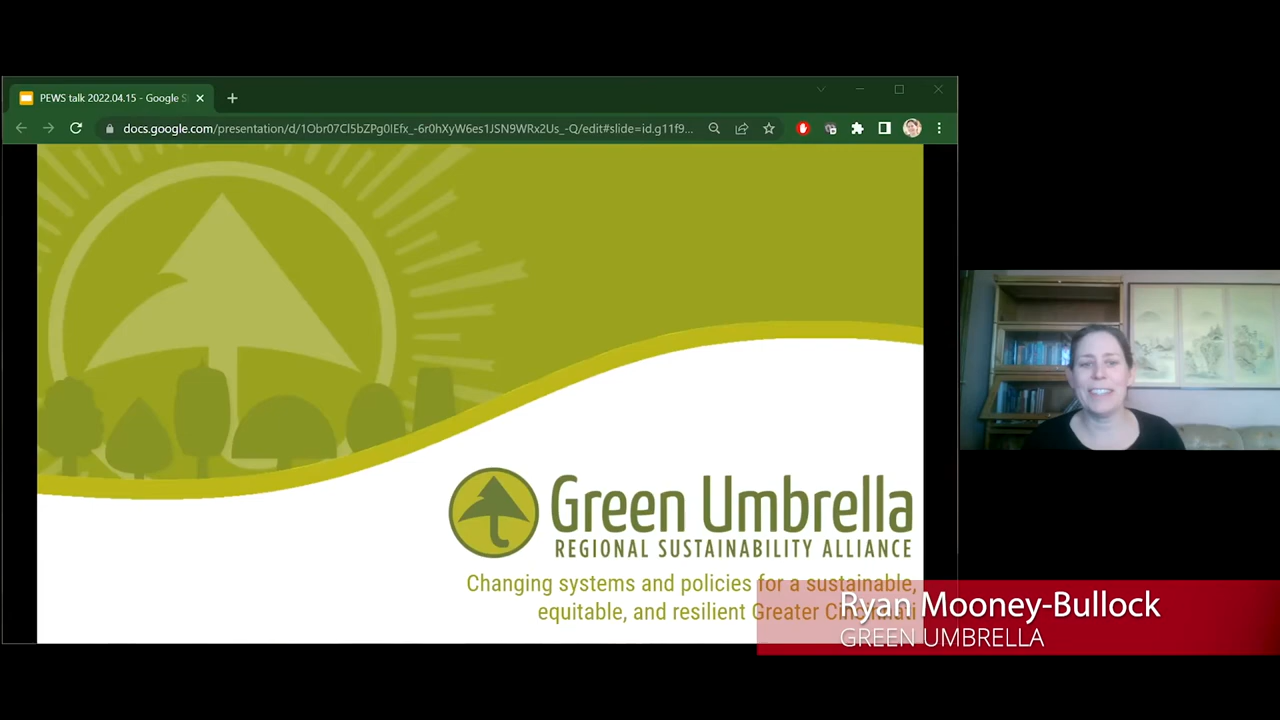 PEWS talk 2022.04.15 - Google S
docs.google.com/presentation/d/1Obr07Cl5bZPg0IEfx_-6r0hXyW6es1JSN9WRx2Us_-Q/edit#slide=id.g11f9...
Green Umbrella
REGIONAL SUSTAINABILITY ALLIANCE
Changing systems and policies for a sustainable,
equitable, and resilient Greater Cincinnati
Ryan Mooney-Bullock
GREEN UMBRELLA